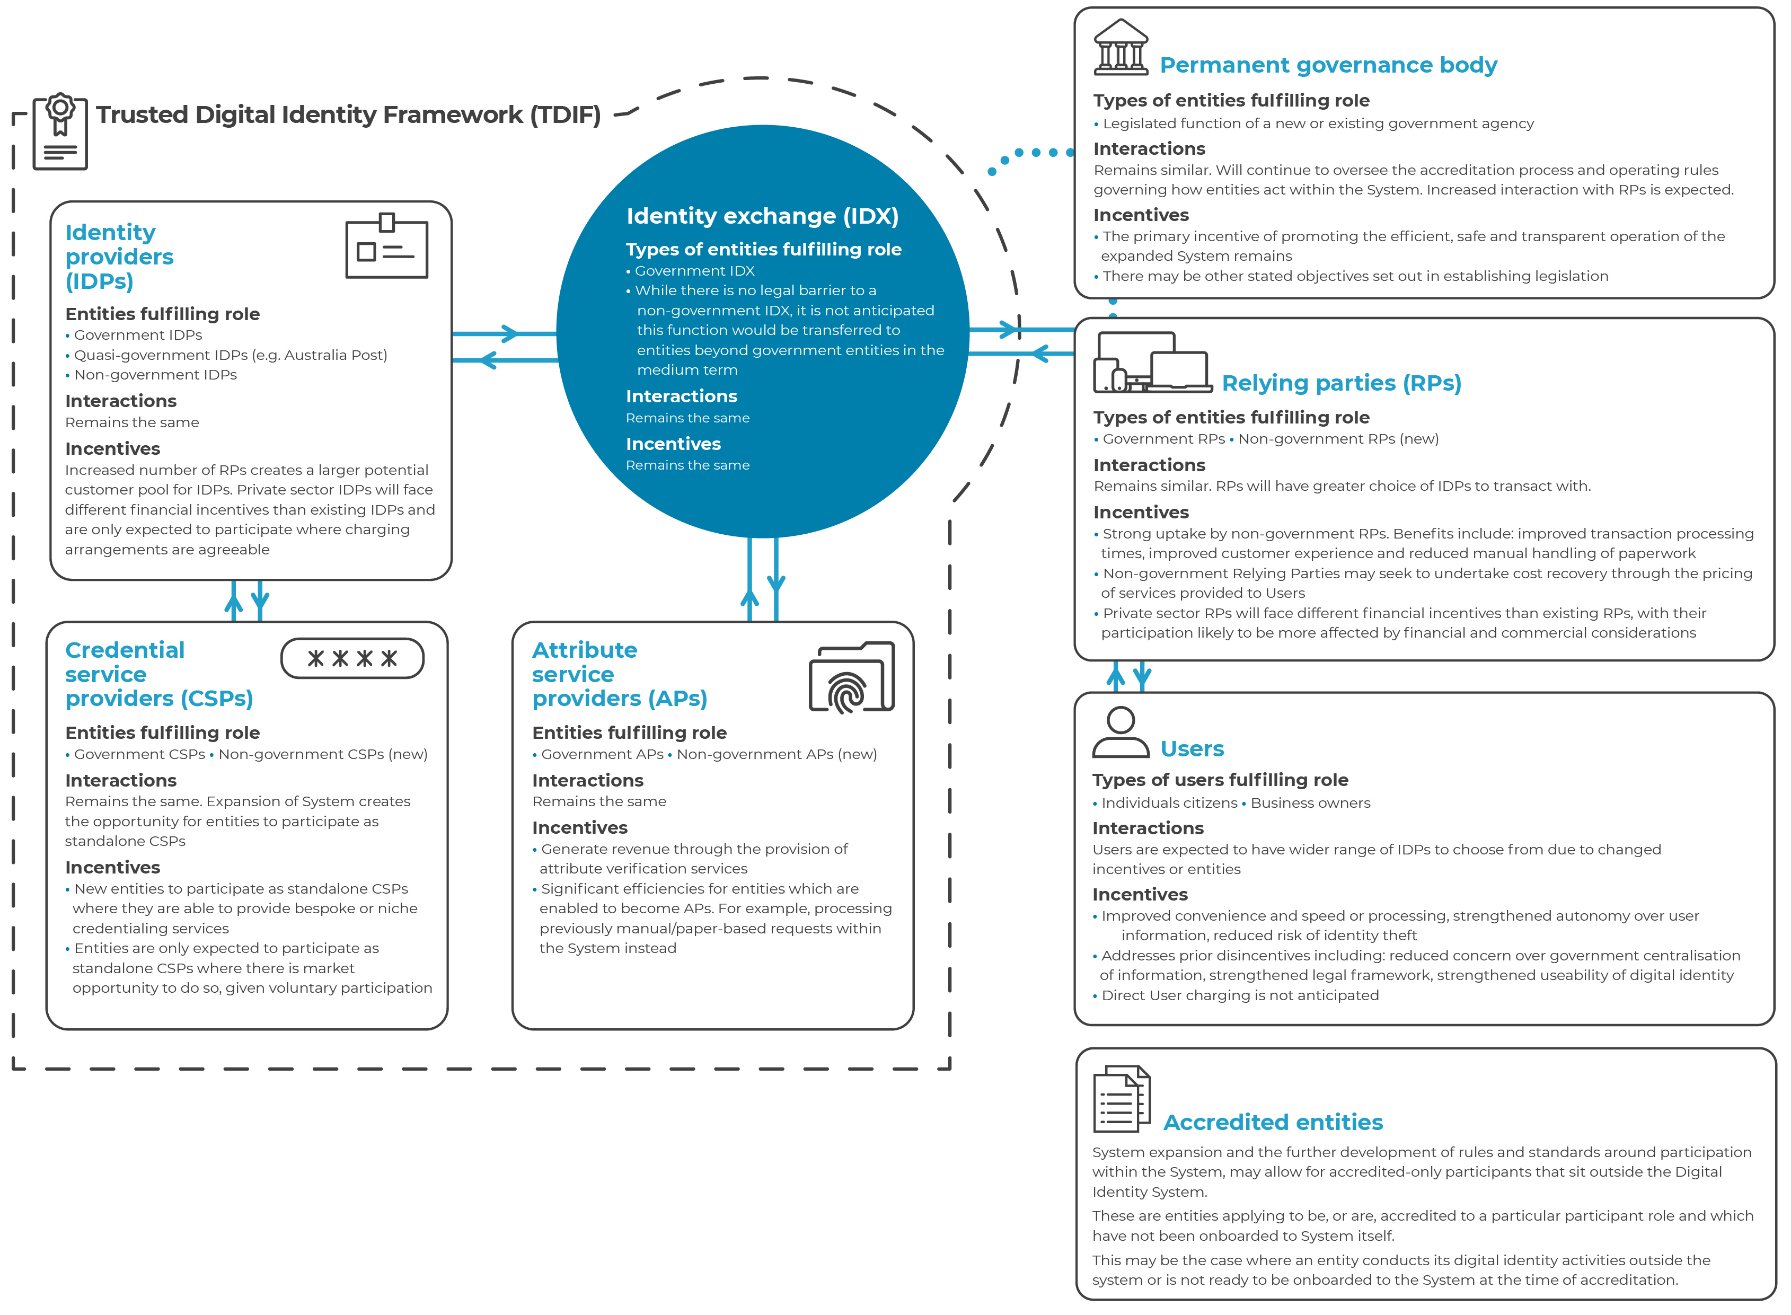 Trusted Digital Identity Framework (TDIF)
Identity
providers
(IDPs)
Entities fulfilling role
• Government IDPs
• Quasi-government IDPs (e.g. Australia Post)
• Non-government IDPs
Interactions
Remains the same
Incentives
Increased number of RPs creates a larger potential
customer pool for IDPs. Private sector IDPs will face
different financial incentives than existing IDPs and
are only expected to participate where charging
arrangements are agreeable
Identity exchange (IDX)
Types of entities fulfilling role
• Government IDX
• While there is no legal barrier to a
non-government IDX, it is not anticipated
this function would be transferred to
entities beyond government entities in the
medium term
Interactions
Remains the same
Incentives
Remains the same
Credential
service
providers (CSPs)
Entities fulfilling role
• Government CSPs • Non-government CSPs (new)
Interactions
Remains the same. Expansion of System creates
the opportunity for entities to participate as
standalone CSPs
Incentives
• New entities to participate as standalone CSPs
where they are able to provide bespoke or niche
credentialing services
• Entities are only expected to participate as
standalone CSPs where there is market
opportunity to do so, given voluntary participation
Attribute
service
providers (APs)
Entities fulfilling role
• Government APs • Non-government APs (new)
Interactions
Remains the same
Incentives
• Generate revenue through the provision of
attribute verification services
• Significant efficiencies for entities which are
enabled to become APs. For example, processing
previously manual/paper-based requests within
the System instead
Permanent governance body
Types of entities fulfilling role
• Legislated function of a new or existing government agency
Interactions
Remains similar. Will continue to oversee the accreditation process and operating rules
governing how entities act within the System. Increased interaction with RPs is expected.
Incentives
• The primary incentive of promoting the efficient, safe and transparent operation of the
expanded System remains
• There may be other stated objectives set out in establishing legislation
Relying parties (RPs)
Types of entities fulfilling role
• Government RPs • Non-government RPs (new)
Interactions
Remains similar. RPs will have greater choice of IDPs to transact with.
Incentives
• Strong uptake by non-government RPs. Benefits include: improved transaction processing
times, improved customer experience and reduced manual handling of paperwork
• Non-government Relying Parties may seek to undertake cost recovery through the pricing
of services provided to Users
• Private sector RPs will face different financial incentives than existing RPs, with their
participation likely to be more affected by financial and commercial considerations
Users
Types of users fulfilling role
• Individuals citizens • Business owners
Interactions
Users are expected to have wider range of IDPs to choose from due to changed
incentives or entities
Incentives
• Improved convenience and speed or processing, strengthened autonomy over user
information, reduced risk of identity theft
• Addresses prior disincentives including: reduced concern over government centralisation
of information, strengthened legal framework, strengthened useability of digital identity
• Direct User charging is not anticipated
Accredited entities
System expansion and the further development of rules and standards around participation
within the System, may allow for accredited-only participants that sit outside the Digital
Identity System.
These are entities applying to be, or are, accredited to a particular participant role and which
have not been onboarded to System itself.
This may be the case where an entity conducts its digital identity activities outside the
system or is not ready to be onboarded to the System at the time of accreditation.